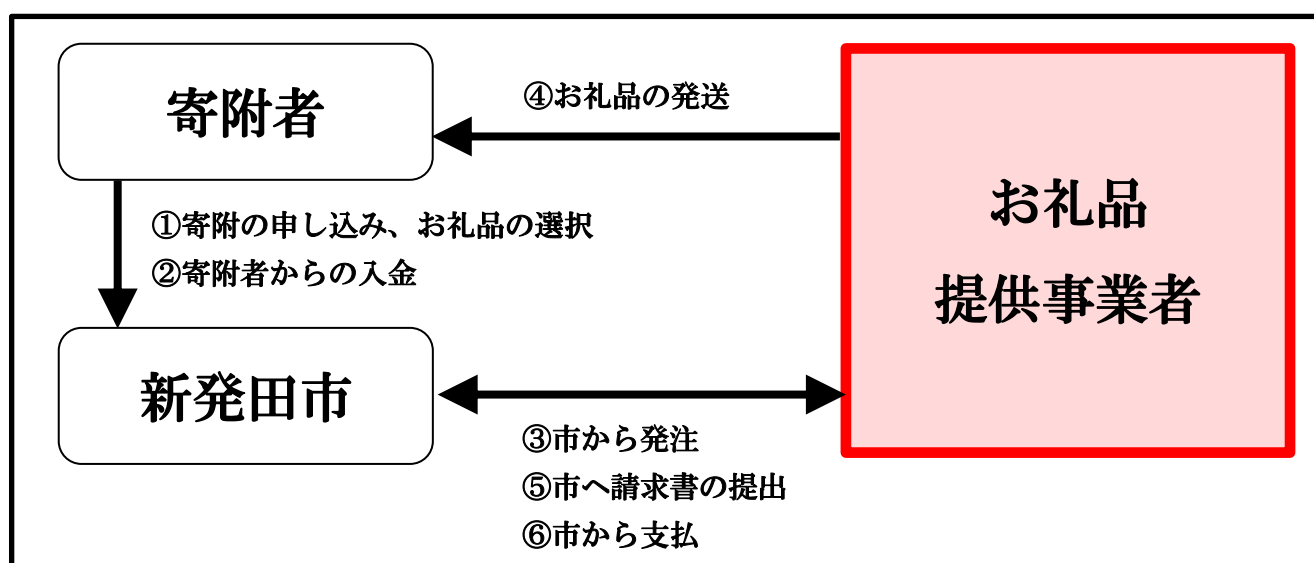 寄附者
④お礼品の発送
お礼品
提供事業者
①寄附の申し込み、お礼品の選択
②寄附者からの入金
新発田市
③市から発注
⑤市へ請求書の提出
⑥市から支払